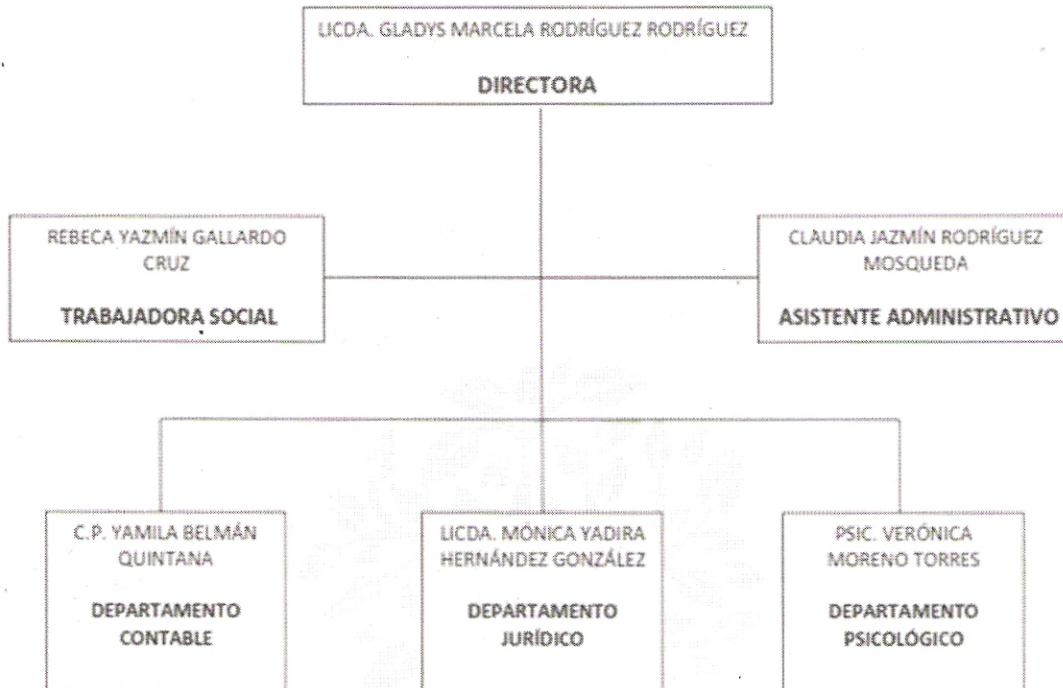 LICDA. GLADYS MARCELA RODRÍGUEZ RODRÍGUEZ
DIRECTORA
REBECA YAZMÍN GALLARDO
CRUZ
TRABAJADORA SOCIAL
CLAUDIA JAZMÍN RODRÍGUEZ
MOSQUEDA
ASISTENTE ADMINISTRATIVO
C.P. YAMILA BELMÁN
QUINTANA
DEPARTAMENTO
CONTABLE
LICDA. MÓNICA YADIRA
HERNÁNDEZ GONZÁLEZ
DEPARTAMENTO
JURÍDICO
PSIC. VERÓNICA
MORENO TORRES
DEPARTAMENTO
PSICOLÓGICO